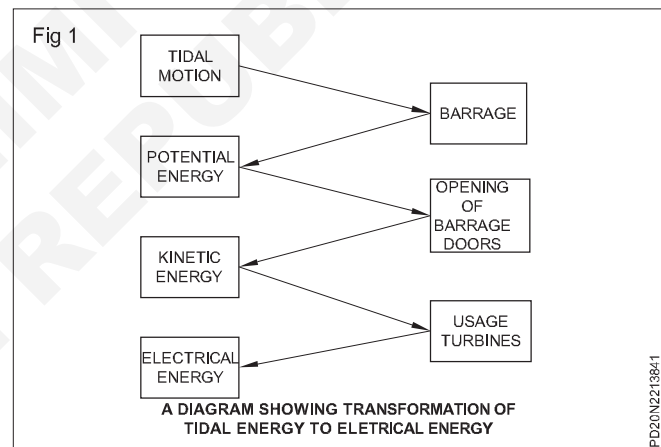 Fig 1
TIDAL
MOTION
BARRAGE
POTENTIAL
ENERGY
OPENING
OF
BARRAGE
DOORS
KINETIC
ENERGY
USAGE
TURBINES
ELECTRICAL
ENERGY
A DIAGRAM SHOWING TRANSFORMATION OF
TIDAL ENERGY TO ELETRICAL ENERGY
PD20N2213841